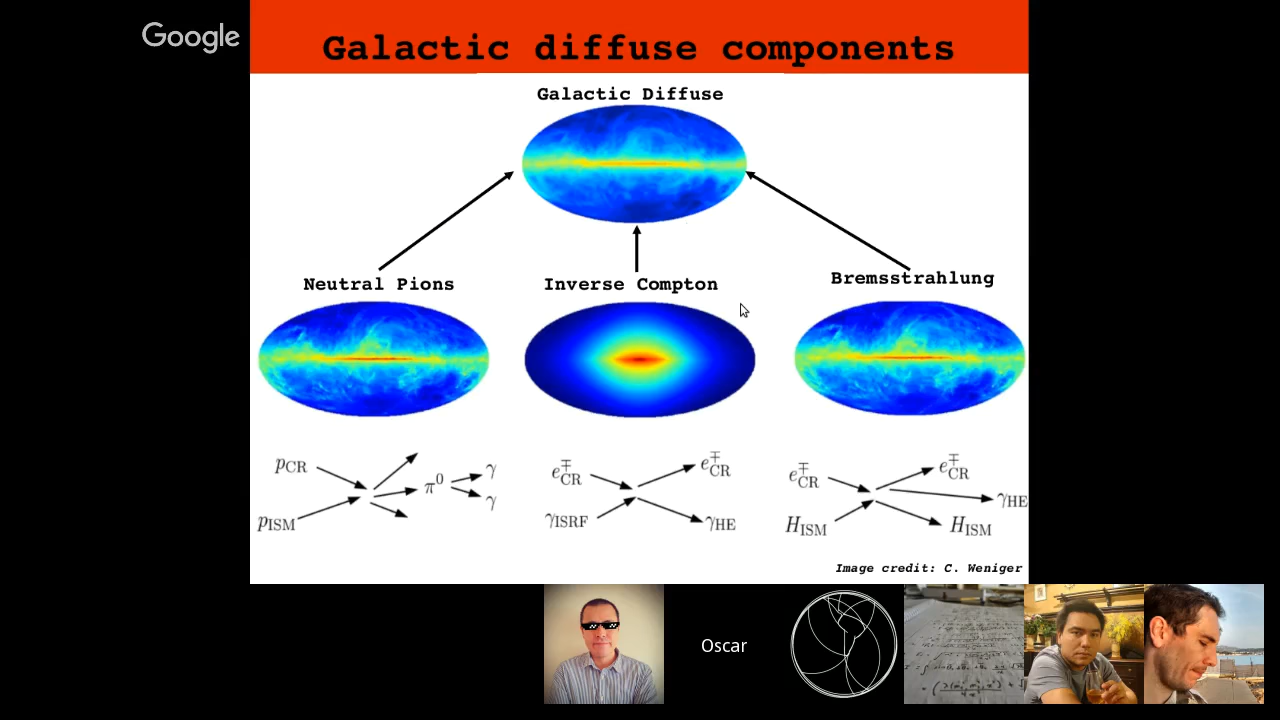 Google
Galactic diffuse components
Galactic Diffuse
Neutral Pions
Inverse Compton
Bremsstrahlung
p_CR
π⁰
γ
γ
p_ISM
e^∓_CR
e^∓_CR
γ_ISRF
γ_HE
e^∓_CR
e^∓_CR
γ_HE
H_ISM
H_ISM
Image credit: C. Weniger
Oscar